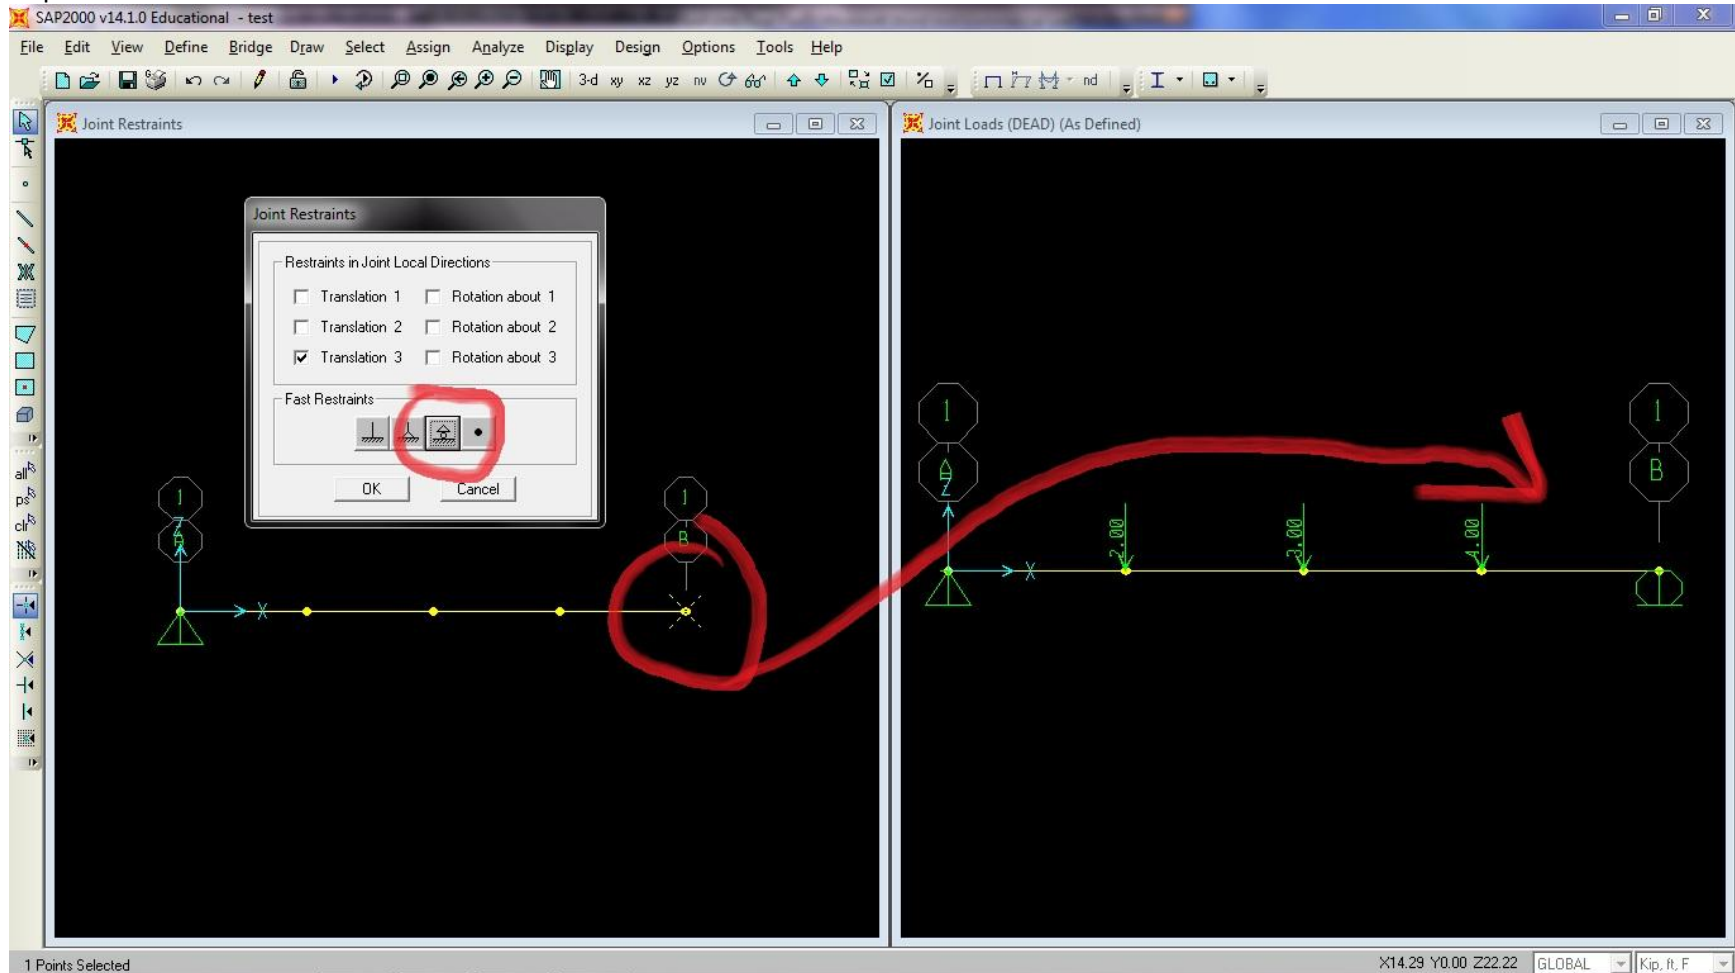 SAP2000 v14.1.0 Educational - test
File Edit View Define Bridge Draw Select Assign Analyze Display Design Options Tools Help
3-d xy xz yz nv nd
Joint Restraints
Joint Loads (DEAD) (As Defined)
Joint Restraints
Restraints in Joint Local Directions
Translation 1 Rotation about 1
Translation 2 Rotation about 2
Translation 3 Rotation about 3
Fast Restraints
OK Cancel
all
ps
clr
1
A
Z
X
1
B
1
A
Z
X
2.00
3.00
4.00
1
B
1 Points Selected
X14.29 Y0.00 Z22.22 GLOBAL Kip, ft, F